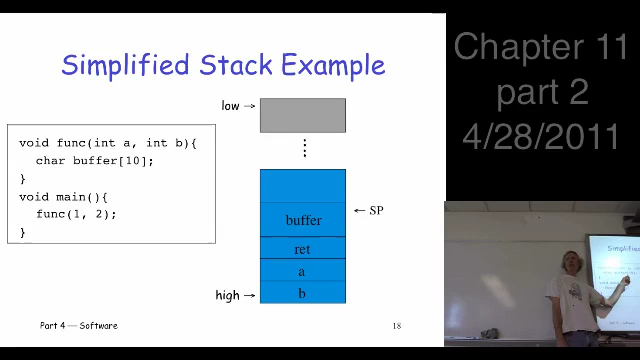 Simplified Stack Example
Chapter 11
part 2
4/28/2011
low →
void func(int a, int b){
char buffer[10];
}
void main(){
func(1, 2);
}
buffer
← SP
ret
a
high →
b
Part 4 — Software
18
Simplified